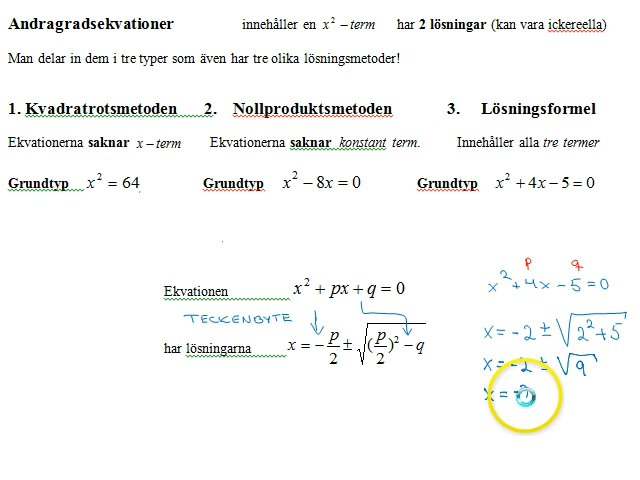 Andragradsekvationer innehåller en x² – term har 2 lösningar (kan vara ickereella)
Man delar in dem i tre typer som även har tre olika lösningsmetoder!
1. Kvadratrotsmetoden 2. Nollproduktsmetoden 3. Lösningsformel
Ekvationerna saknar x – term Ekvationerna saknar konstant term. Innehåller alla tre termer
Grundtyp x² = 64 Grundtyp x² – 8x = 0 Grundtyp x² + 4x – 5 = 0
p q
x² + 4x – 5 = 0
Ekvationen x² + px + q = 0
TECKENBYTE
x = – 2 ± √(2² + 5)
har lösningarna x = – p/2 ± √((p/2)² – q)
x = – 2 ± √9
x =